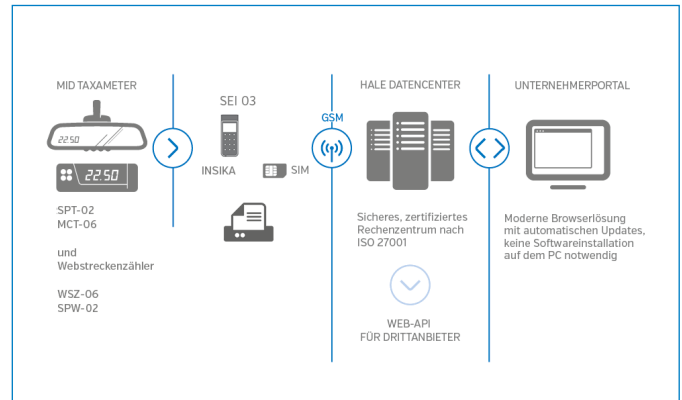 MID TAXAMETER
22.50
22.50
SPT-02
MCT-06
und
Webstreckenzähler
WSZ-06
SPW-02
SEI 03
INSIKA
SIM
GSM
HALE DATENCENTER
Sicheres, zertifiziertes
Rechenzentrum nach
ISO 27001
WEB-API
FÜR DRITTANBIETER
UNTERNEHMERPORTAL
Moderne Browserlösung
mit automatischen Updates,
keine Softwareinstallation
auf dem PC notwendig